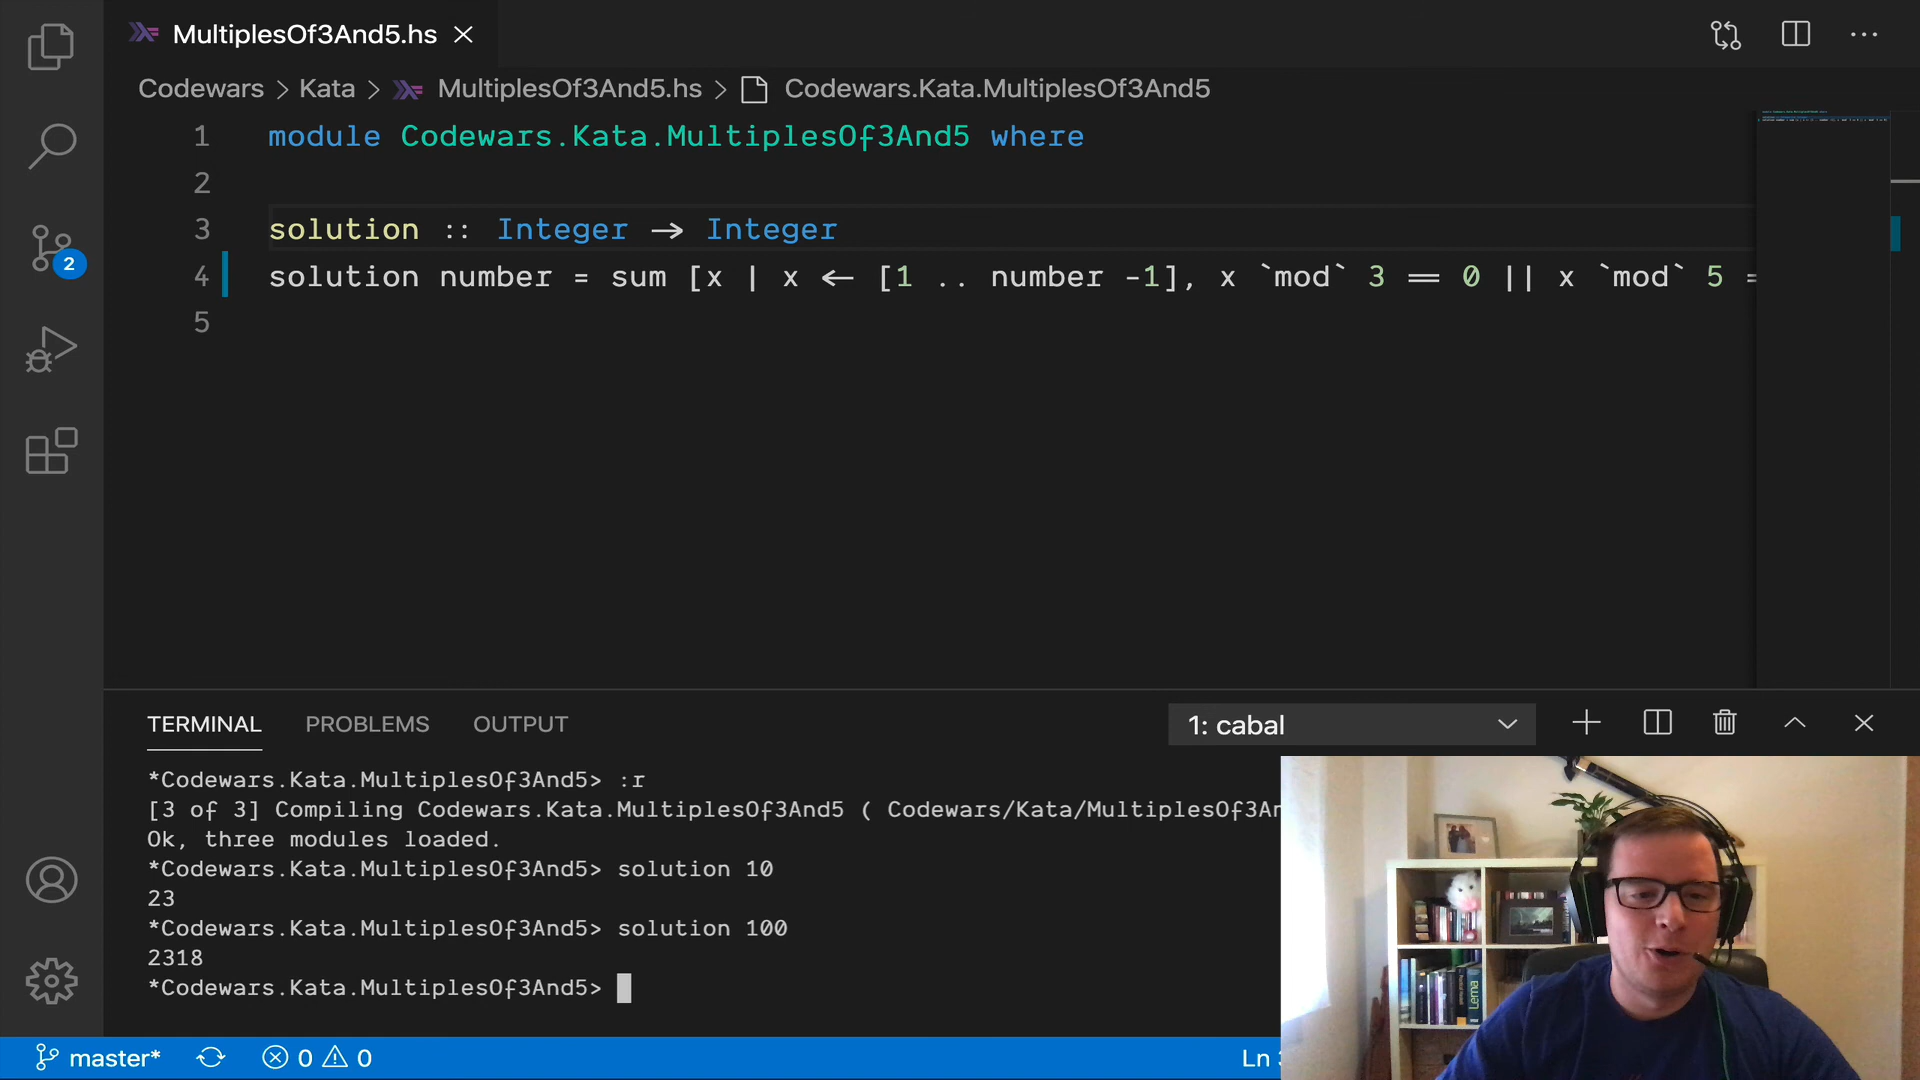 MultiplesOf3And5.hs
Codewars > Kata > MultiplesOf3And5.hs > Codewars.Kata.MultiplesOf3And5
1 module Codewars.Kata.MultiplesOf3And5 where
2
3 solution :: Integer → Integer
4 solution number = sum [x | x ← [1 .. number -1], x `mod` 3 == 0 || x `mod` 5 =
5
2
TERMINAL PROBLEMS OUTPUT 1: cabal
*Codewars.Kata.MultiplesOf3And5> :r
[3 of 3] Compiling Codewars.Kata.MultiplesOf3And5 ( Codewars/Kata/MultiplesOf3An
Ok, three modules loaded.
*Codewars.Kata.MultiplesOf3And5> solution 10
23
*Codewars.Kata.MultiplesOf3And5> solution 100
2318
*Codewars.Kata.MultiplesOf3And5>
master* 0 0 Ln